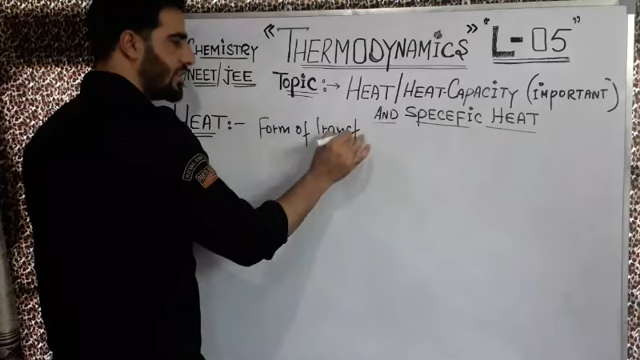 CHEMISTRY "THERMODYNAMICS" "L-05"
NEET/JEE
Topic:→ HEAT/HEAT-CAPACITY (IMPORTANT)
AND SPECEFIC HEAT
HEAT:- Form of